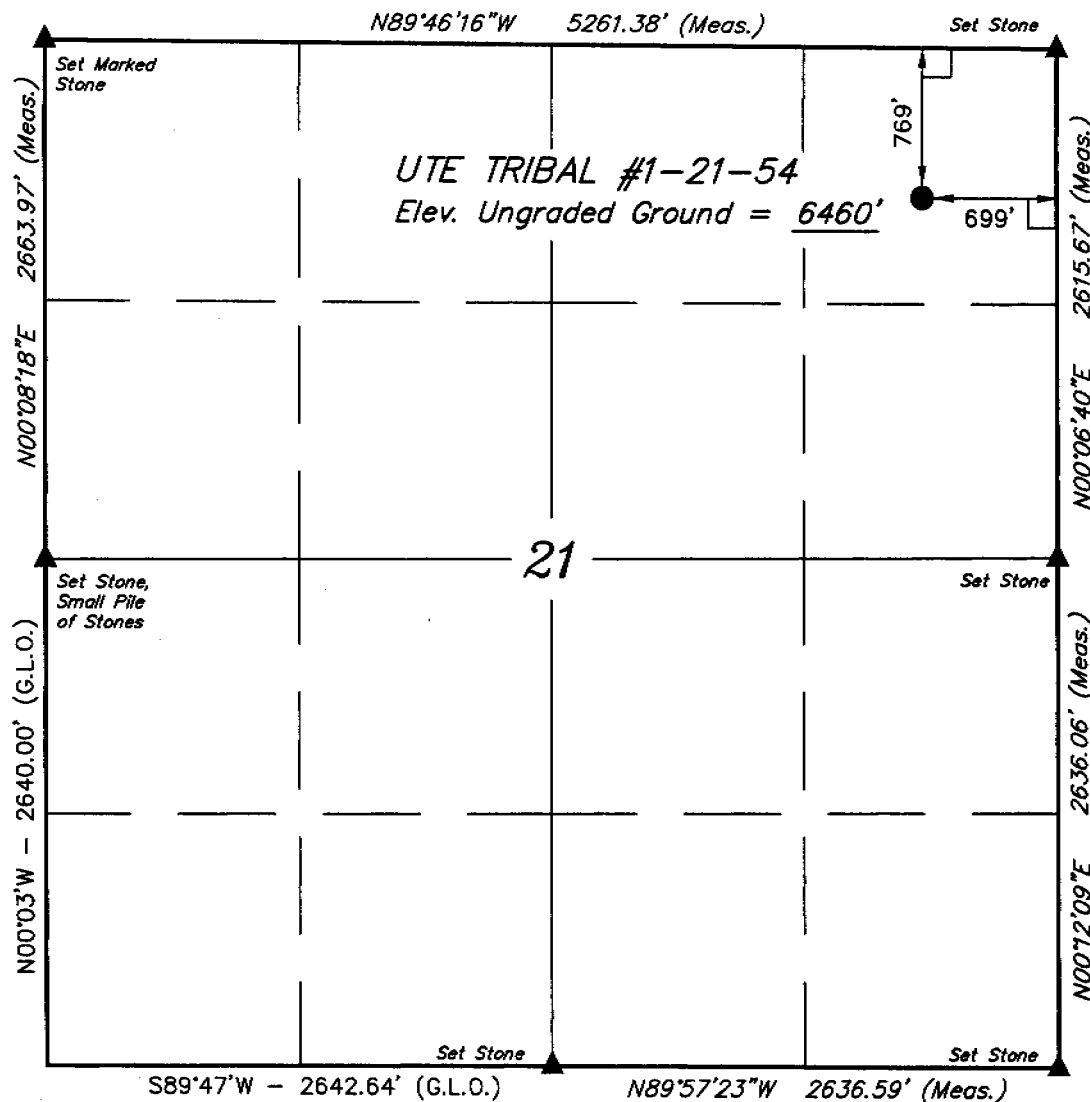 N89°46'16"W 5261.38' (Meas.)
Set Stone
Set Marked
Stone
2663.97' (Meas.)
N00°08'18"E
769'
UTE TRIBAL #1-21-54
Elev. Ungraded Ground = 6460'
699'
2615.67' (Meas.)
N00°06'40"E
21
Set Stone,
Small Pile
of Stones
Set Stone
N00°03'W - 2640.00' (G.L.O.)
2636.06' (Meas.)
N00°12'09"E
Set Stone
Set Stone
S89°47'W - 2642.64' (G.L.O.)
N89°57'23"W 2636.59' (Meas.)